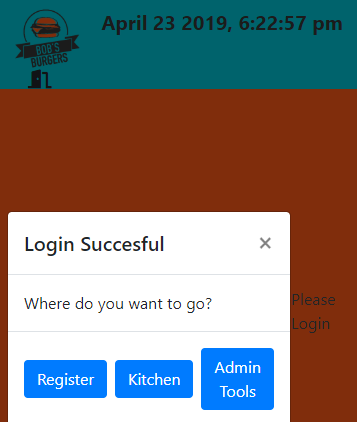 April 23 2019, 6:22:57 pm
BOB'S
BURGERS
Login Succesful
×
Where do you want to go?
Please
Login
Register
Kitchen
Admin
Tools